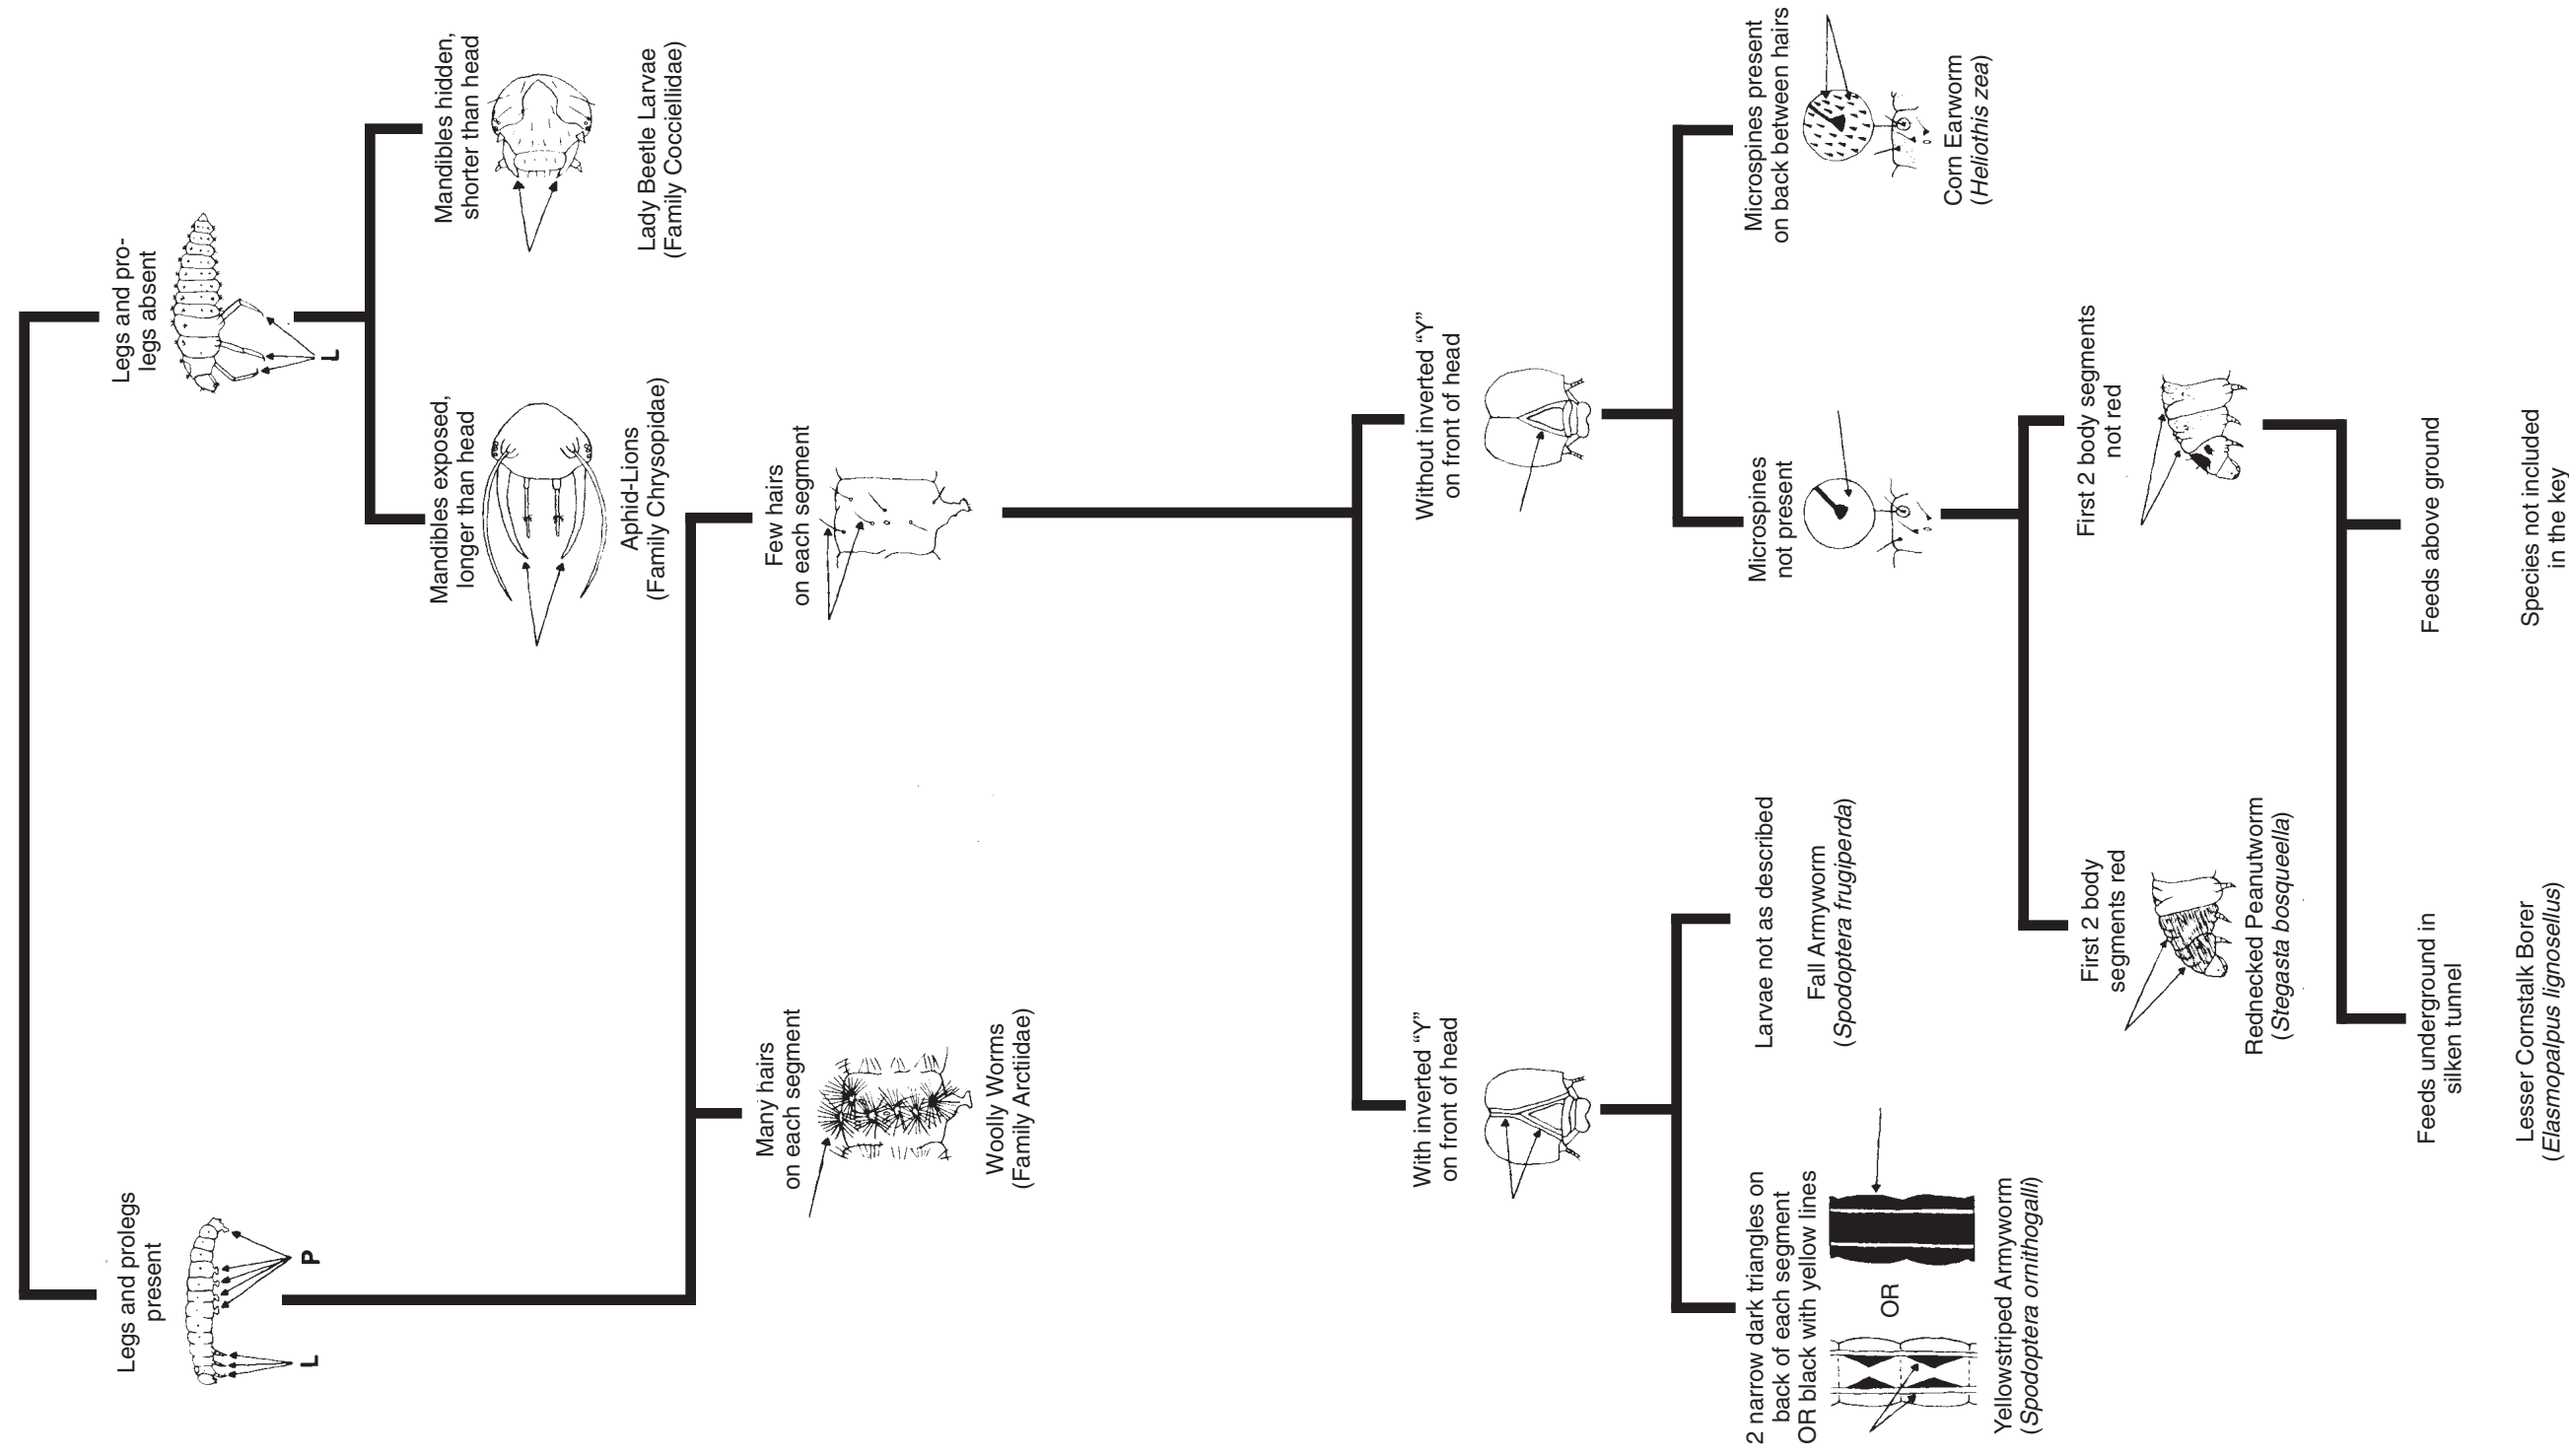 Legs and prolegs
present
L
P
Legs and pro-
legs absent
L
Mandibles exposed,
longer than head
Aphid-Lions
(Family Chrysopidae)
Mandibles hidden,
shorter than head
Lady Beetle Larvae
(Family Cocciellidae)
Many hairs
on each segment
Woolly Worms
(Family Arctiidae)
Few hairs
on each segment
With inverted “Y”
on front of head
Without inverted “Y”
on front of head
2 narrow dark triangles on
back of each segment
OR black with yellow lines
OR
Yellowstriped Armyworm
(Spodoptera ornithogalli)
Larvae not as described
Fall Armyworm
(Spodoptera frugiperda)
Microspines
not present
Microspines present
on back between hairs
Corn Earworm
(Heliothis zea)
First 2 body
segments red
Rednecked Peanutworm
(Stegasta bosqueella)
First 2 body segments
not red
Feeds underground in
silken tunnel
Lesser Cornstalk Borer
(Elasmopalpus lignosellus)
Feeds above ground
Species not included
in the key